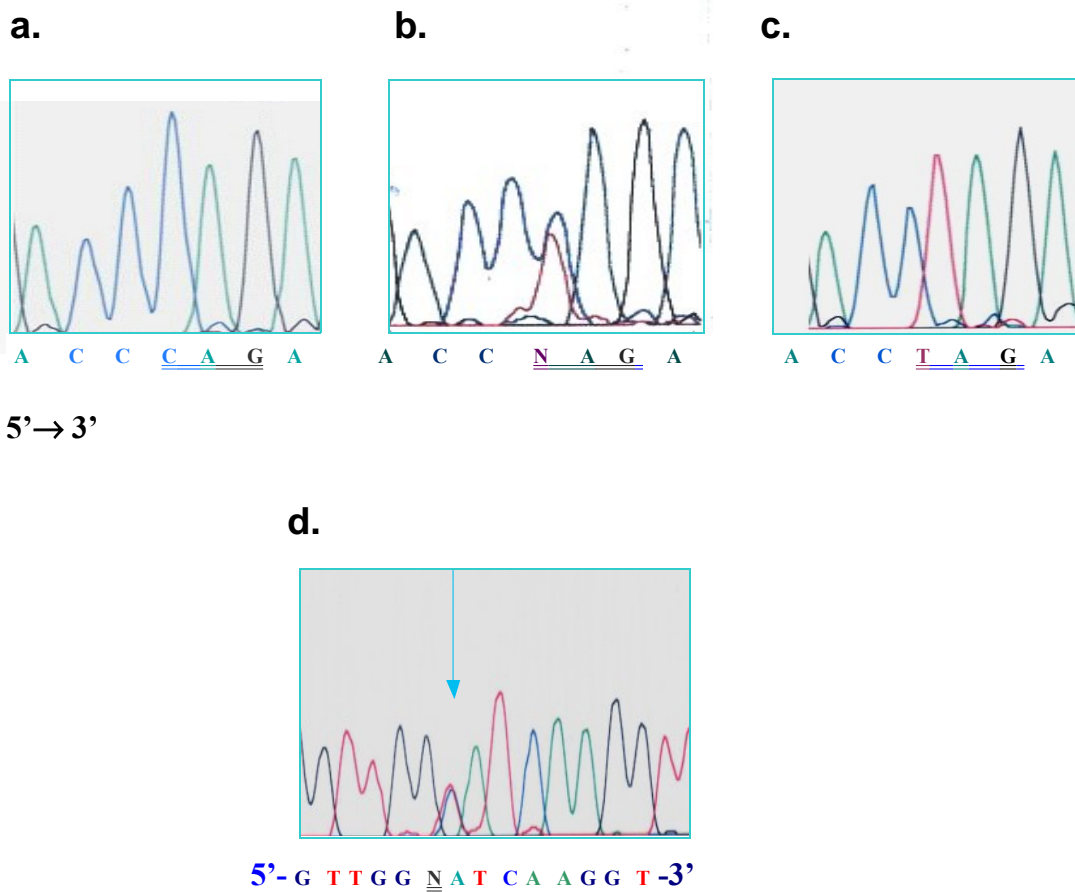 a.
b.
c.
A C C C A G A
A C C N A G A
A C C T A G A
5’→ 3’
d.
5’- G T T G G N A T C A A G G T -3’